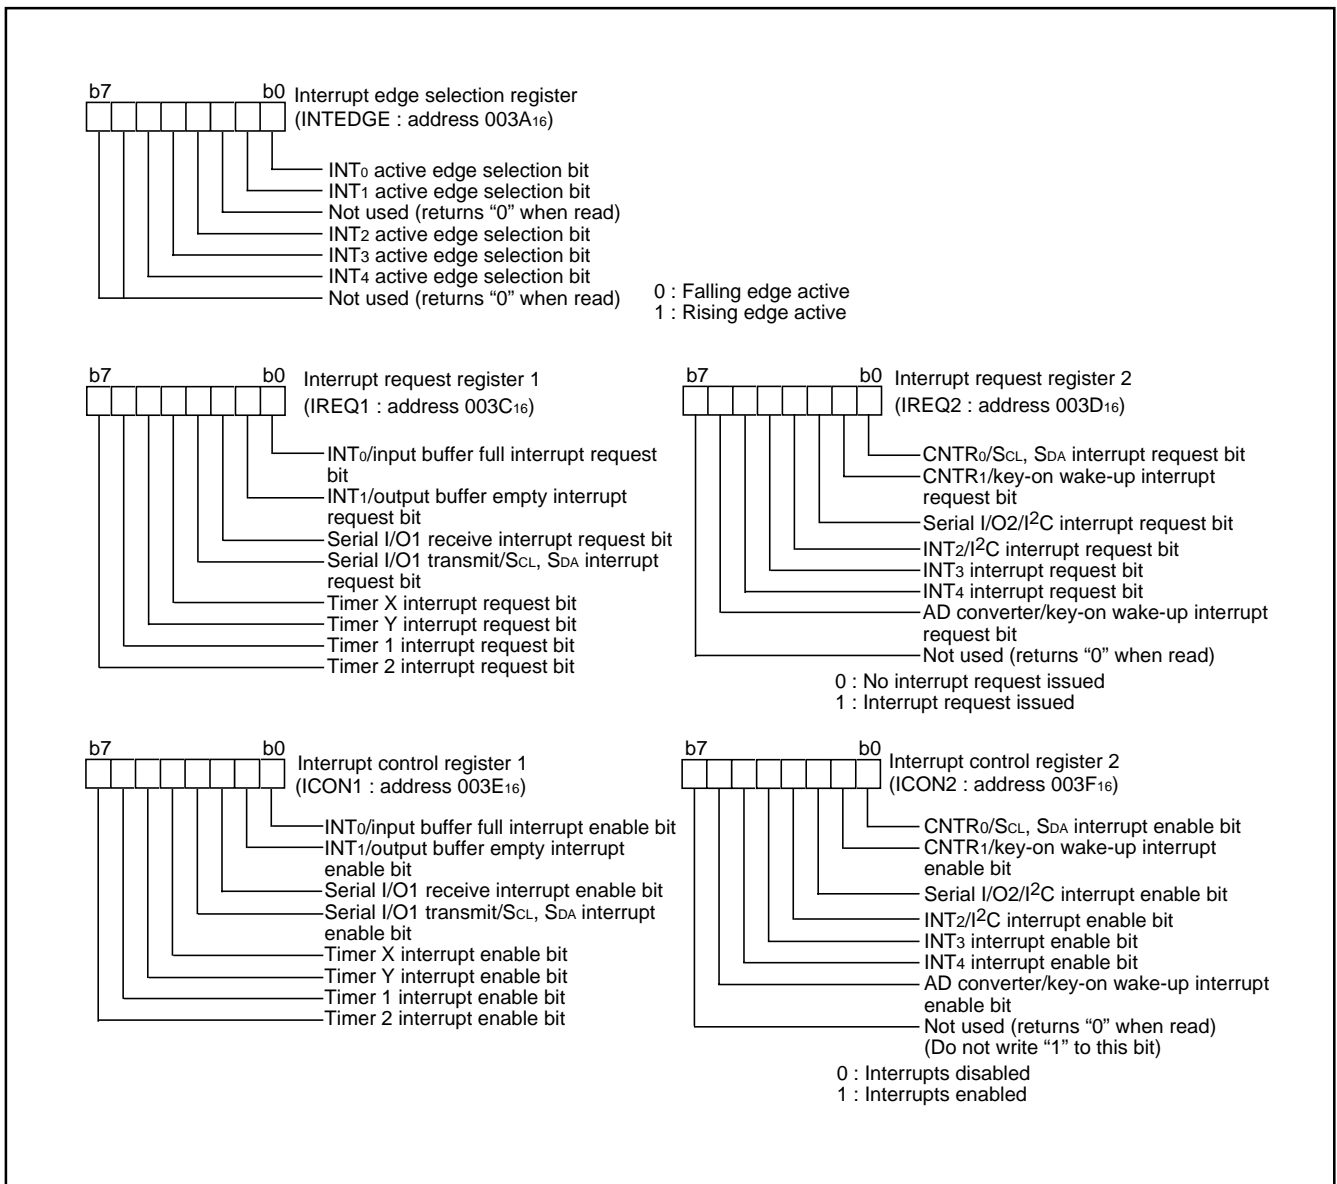 b7 b0 Interrupt edge selection register
(INTEDGE : address 003A16)
INT0 active edge selection bit
INT1 active edge selection bit
Not used (returns “0” when read)
INT2 active edge selection bit
INT3 active edge selection bit
INT4 active edge selection bit
Not used (returns “0” when read)
0 : Falling edge active
1 : Rising edge active
b7 b0 Interrupt request register 1
(IREQ1 : address 003C16)
INT0/input buffer full interrupt request
bit
INT1/output buffer empty interrupt
request bit
Serial I/O1 receive interrupt request bit
Serial I/O1 transmit/SCL, SDA interrupt
request bit
Timer X interrupt request bit
Timer Y interrupt request bit
Timer 1 interrupt request bit
Timer 2 interrupt request bit
b7 b0 Interrupt request register 2
(IREQ2 : address 003D16)
CNTR0/SCL, SDA interrupt request bit
CNTR1/key-on wake-up interrupt
request bit
Serial I/O2/I2C interrupt request bit
INT2/I2C interrupt request bit
INT3 interrupt request bit
INT4 interrupt request bit
AD converter/key-on wake-up interrupt
request bit
Not used (returns “0” when read)
0 : No interrupt request issued
1 : Interrupt request issued
b7 b0 Interrupt control register 1
(ICON1 : address 003E16)
INT0/input buffer full interrupt enable bit
INT1/output buffer empty interrupt
enable bit
Serial I/O1 receive interrupt enable bit
Serial I/O1 transmit/SCL, SDA interrupt
enable bit
Timer X interrupt enable bit
Timer Y interrupt enable bit
Timer 1 interrupt enable bit
Timer 2 interrupt enable bit
b7 b0 Interrupt control register 2
(ICON2 : address 003F16)
CNTR0/SCL, SDA interrupt enable bit
CNTR1/key-on wake-up interrupt
enable bit
Serial I/O2/I2C interrupt enable bit
INT2/I2C interrupt enable bit
INT3 interrupt enable bit
INT4 interrupt enable bit
AD converter/key-on wake-up interrupt
enable bit
Not used (returns “0” when read)
(Do not write “1” to this bit)
0 : Interrupts disabled
1 : Interrupts enabled